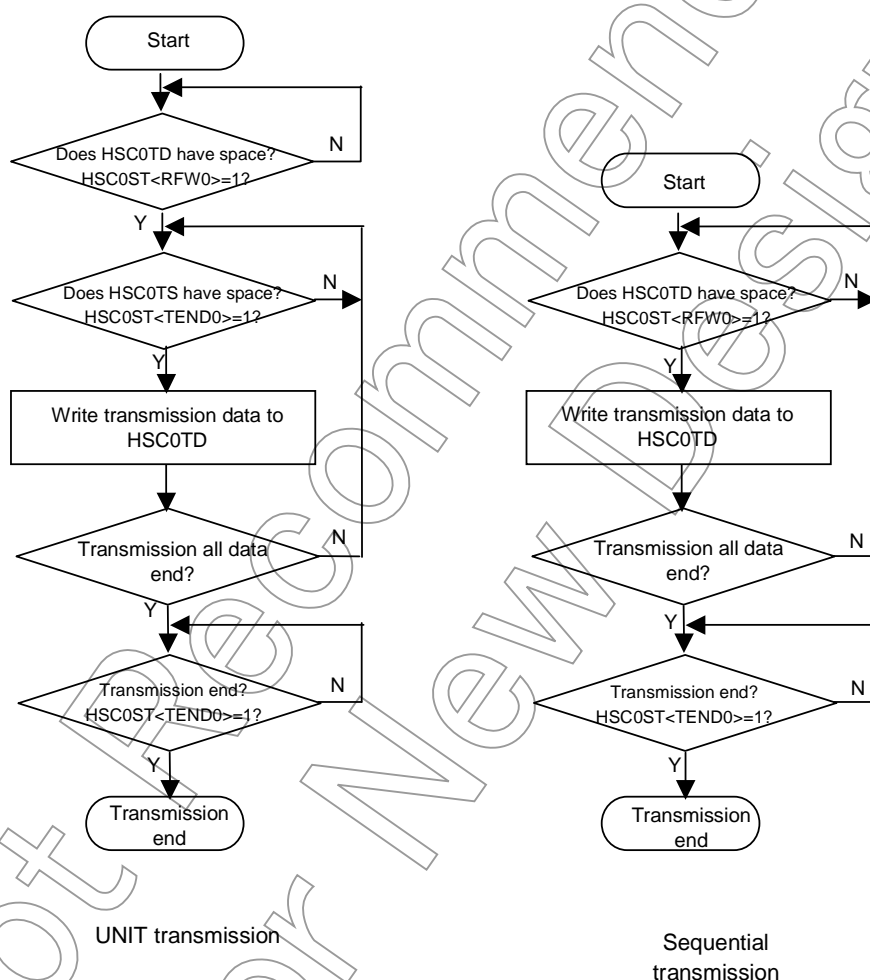 Start
Does HSC0TD have space?
HSC0ST<RFW0>=1?
N
Y
Does HSC0TS have space?
HSC0ST<TEND0>=1?
N
Y
Write transmission data to
HSC0TD
Transmission all data
end?
N
Y
Transmission end?
HSC0ST<TEND0>=1?
N
Y
Transmission
end
UNIT transmission
Start
Does HSC0TD have space?
HSC0ST<RFW0>=1?
N
Y
Write transmission data to
HSC0TD
Transmission all data
end?
N
Y
Transmission end?
HSC0ST<TEND0>=1?
N
Y
Transmission
end
Sequential
transmission
New